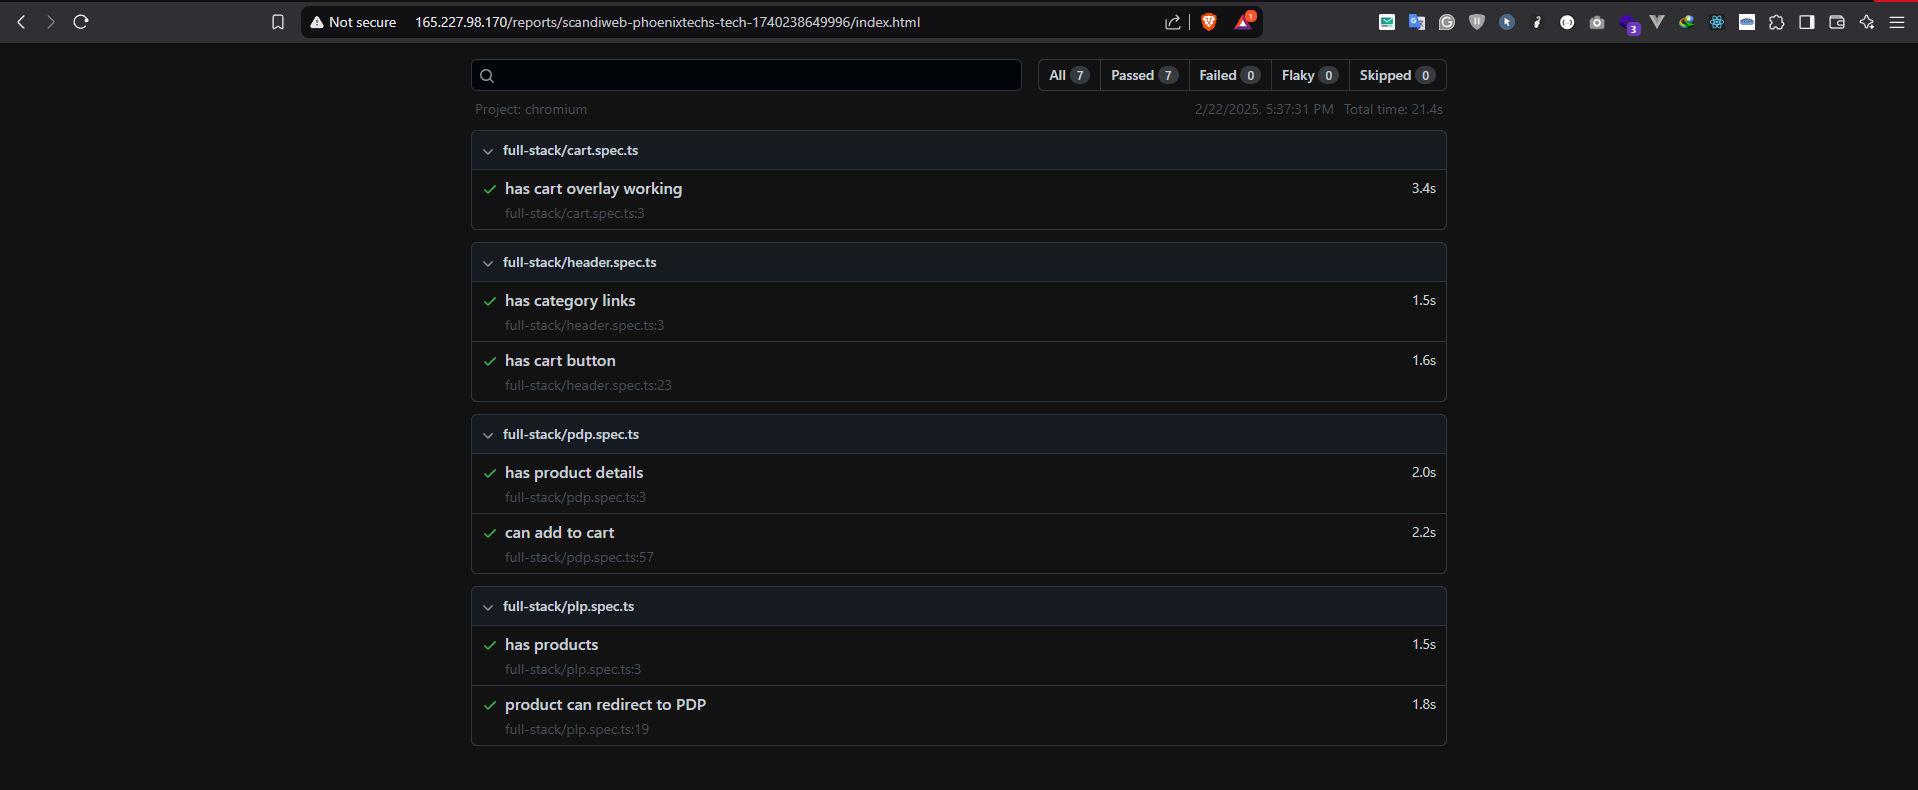 Not secure 165.227.98.170/reports/scandiweb-phoenixtechs-tech-1740238649996/index.html 1 3
All 7 Passed 7 Failed 0 Flaky 0 Skipped 0
Project: chromium 2/22/2025, 5:37:31 PM Total time: 21.4s
full-stack/cart.spec.ts
has cart overlay working 3.4s
full-stack/cart.spec.ts:3
full-stack/header.spec.ts
has category links 1.5s
full-stack/header.spec.ts:3
has cart button 1.6s
full-stack/header.spec.ts:23
full-stack/pdp.spec.ts
has product details 2.0s
full-stack/pdp.spec.ts:3
can add to cart 2.2s
full-stack/pdp.spec.ts:57
full-stack/plp.spec.ts
has products 1.5s
full-stack/plp.spec.ts:3
product can redirect to PDP 1.8s
full-stack/plp.spec.ts:19